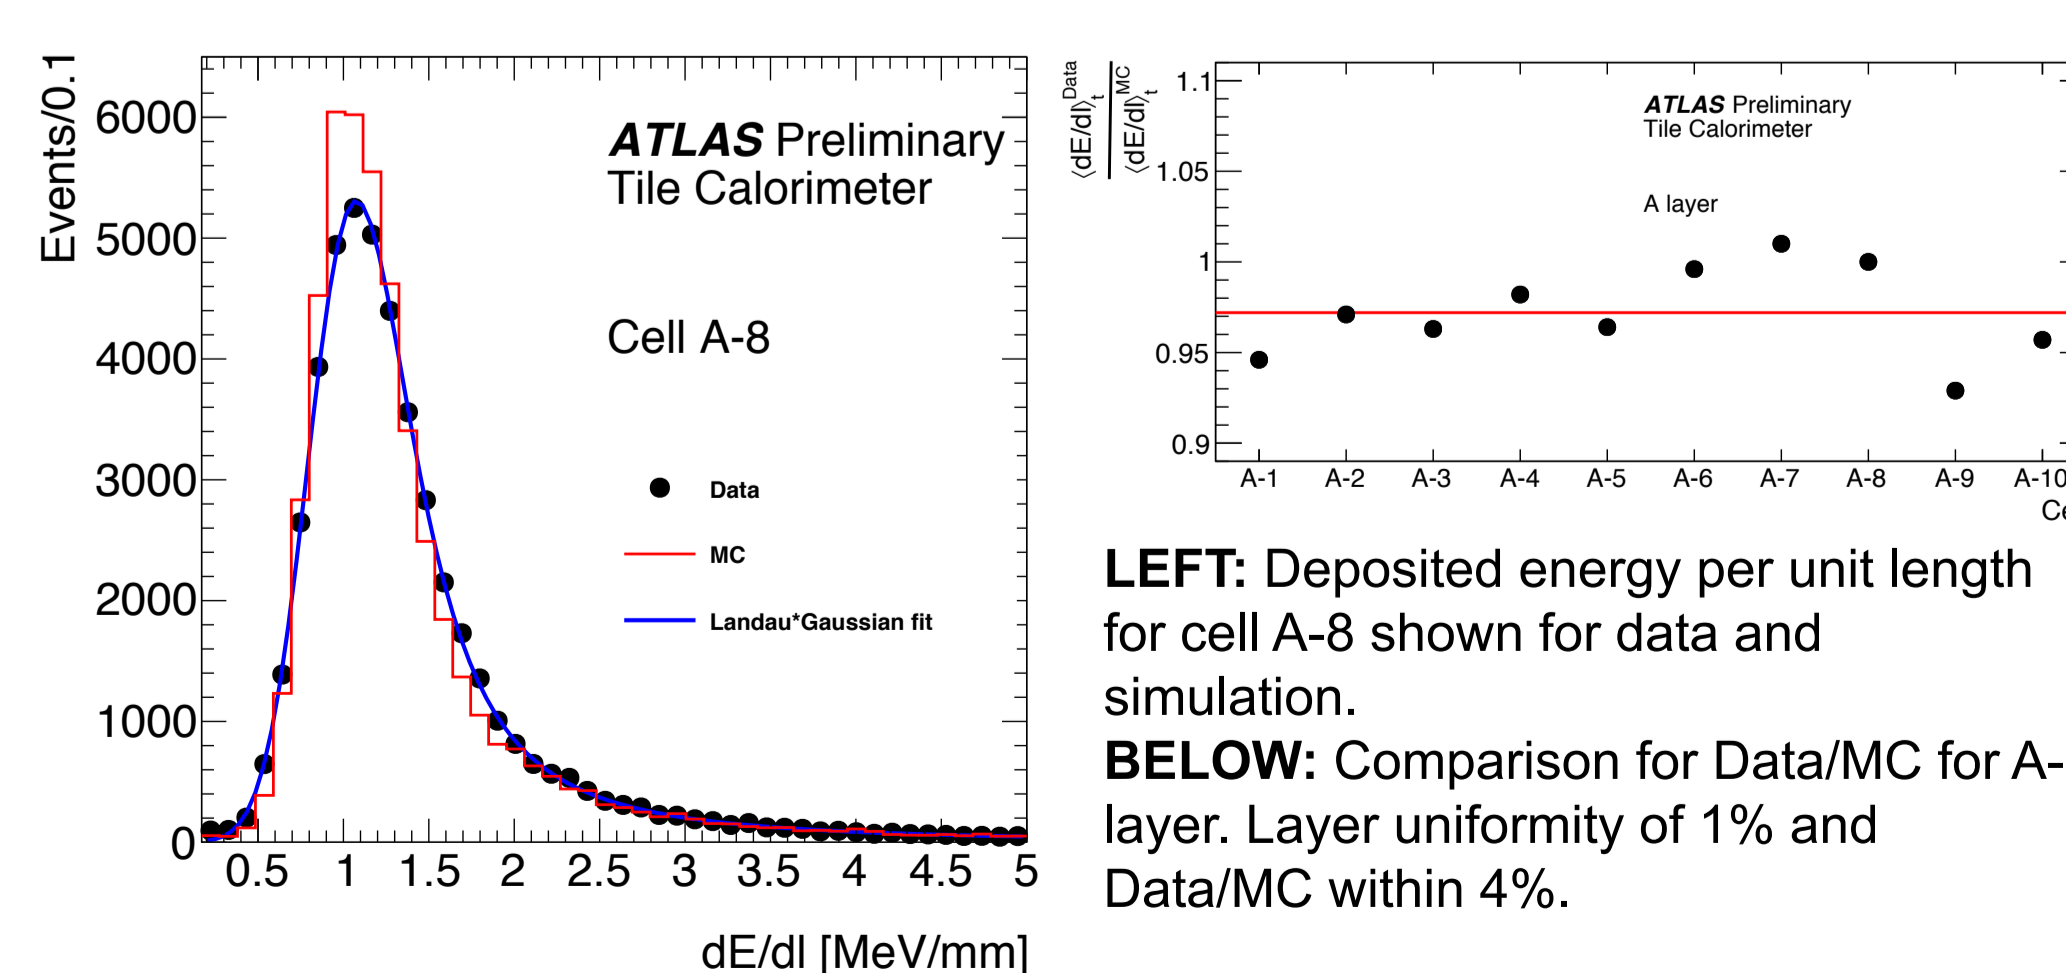 Events/0.1
6000
5000
4000
3000
2000
1000
0
ATLAS Preliminary
Tile Calorimeter
Cell A-8
Data
MC
Landau*Gaussian fit
0.5 1 1.5 2 2.5 3 3.5 4 4.5 5
dE/dl [MeV/mm]
⟨dE/dl⟩t Data
⟨dE/dl⟩t MC
1.1
1.05
1
0.95
0.9
ATLAS Preliminary
Tile Calorimeter
A layer
A-1 A-2 A-3 A-4 A-5 A-6 A-7 A-8 A-9 A-10
Ce
LEFT: Deposited energy per unit length
for cell A-8 shown for data and
simulation.
BELOW: Comparison for Data/MC for A-
layer. Layer uniformity of 1% and
Data/MC within 4%.